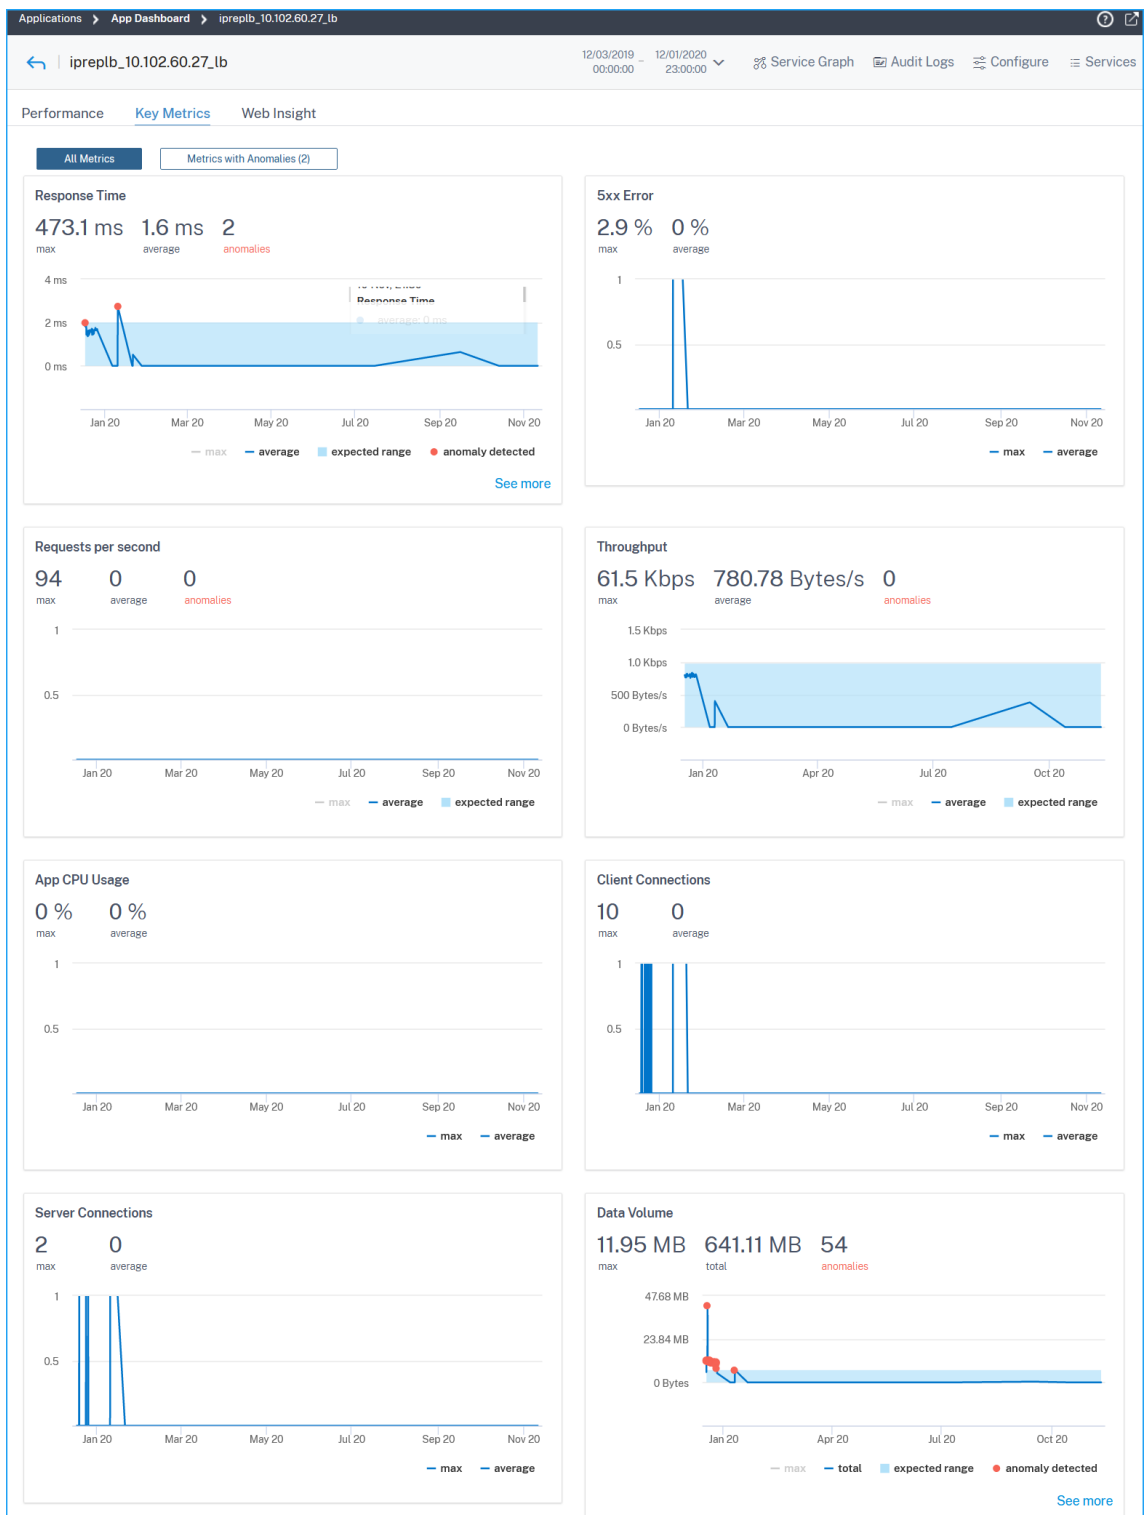 Applications > App Dashboard > ipreplb_10.102.60.27_lb
ipreplb_10.102.60.27_lb
12/03/2019 00:00:00 – 12/01/2020 23:00:00
Service Graph
Audit Logs
Configure
Services
Performance Key Metrics Web Insight
All Metrics
Metrics with Anomalies (2)
Response Time
473.1 ms 1.6 ms 2
max average anomalies
4 ms
2 ms
0 ms
Response Time
average: 0 ms
Jan 20 Mar 20 May 20 Jul 20 Sep 20 Nov 20
max average expected range anomaly detected
See more
5xx Error
2.9 % 0 %
max average
1
0.5
Jan 20 Mar 20 May 20 Jul 20 Sep 20 Nov 20
max average
Requests per second
94 0 0
max average anomalies
1
0.5
Jan 20 Mar 20 May 20 Jul 20 Sep 20 Nov 20
max average expected range
Throughput
61.5 Kbps 780.78 Bytes/s 0
max average anomalies
1.5 Kbps
1.0 Kbps
500 Bytes/s
0 Bytes/s
Jan 20 Apr 20 Jul 20 Oct 20
max average expected range
App CPU Usage
0 % 0 %
max average
1
0.5
Jan 20 Mar 20 May 20 Jul 20 Sep 20 Nov 20
max average
Client Connections
10 0
max average
1
0.5
Jan 20 Mar 20 May 20 Jul 20 Sep 20 Nov 20
max average
Server Connections
2 0
max average
1
0.5
Jan 20 Mar 20 May 20 Jul 20 Sep 20 Nov 20
max average
Data Volume
11.95 MB 641.11 MB 54
max total anomalies
47.68 MB
23.84 MB
0 Bytes
Jan 20 Apr 20 Jul 20 Oct 20
max total expected range anomaly detected
See more